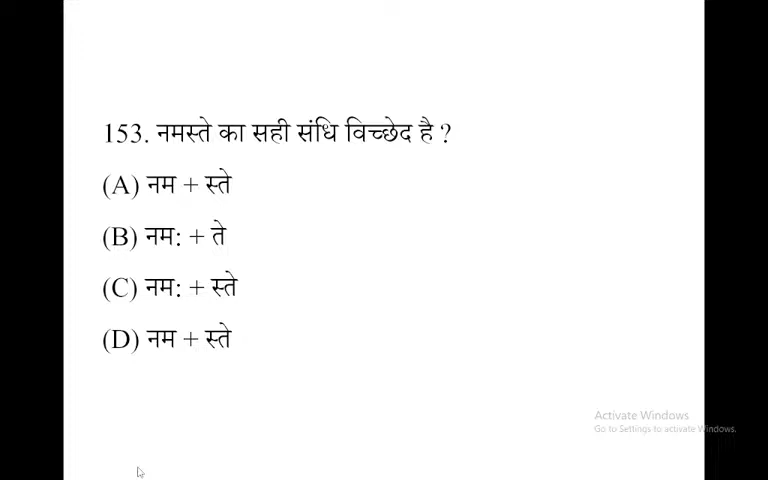 153. नमस्ते का सही संधि विच्छेद है ?
(A) नम + स्ते
(B) नम: + ते
(C) नम: + स्ते
(D) नम + स्ते
Activate Windows
Go to Settings to activate Windows.